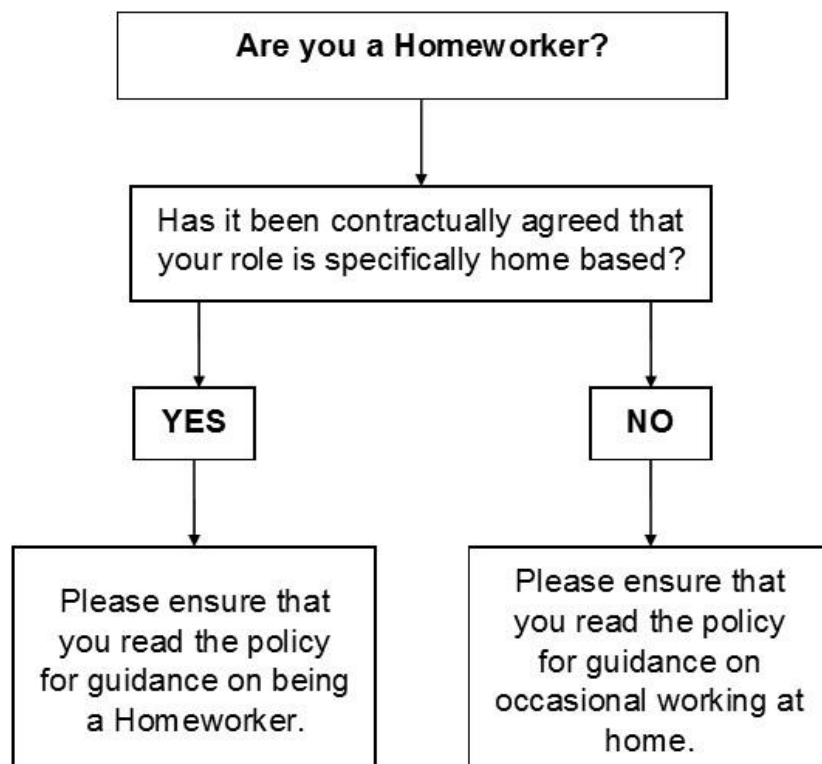 Are you a Homeworker?
Has it been contractually agreed that
your role is specifically home based?
YES
NO
Please ensure that
you read the policy
for guidance on being
a Homeworker.
Please ensure that
you read the policy
for guidance on
occasional working at
home.